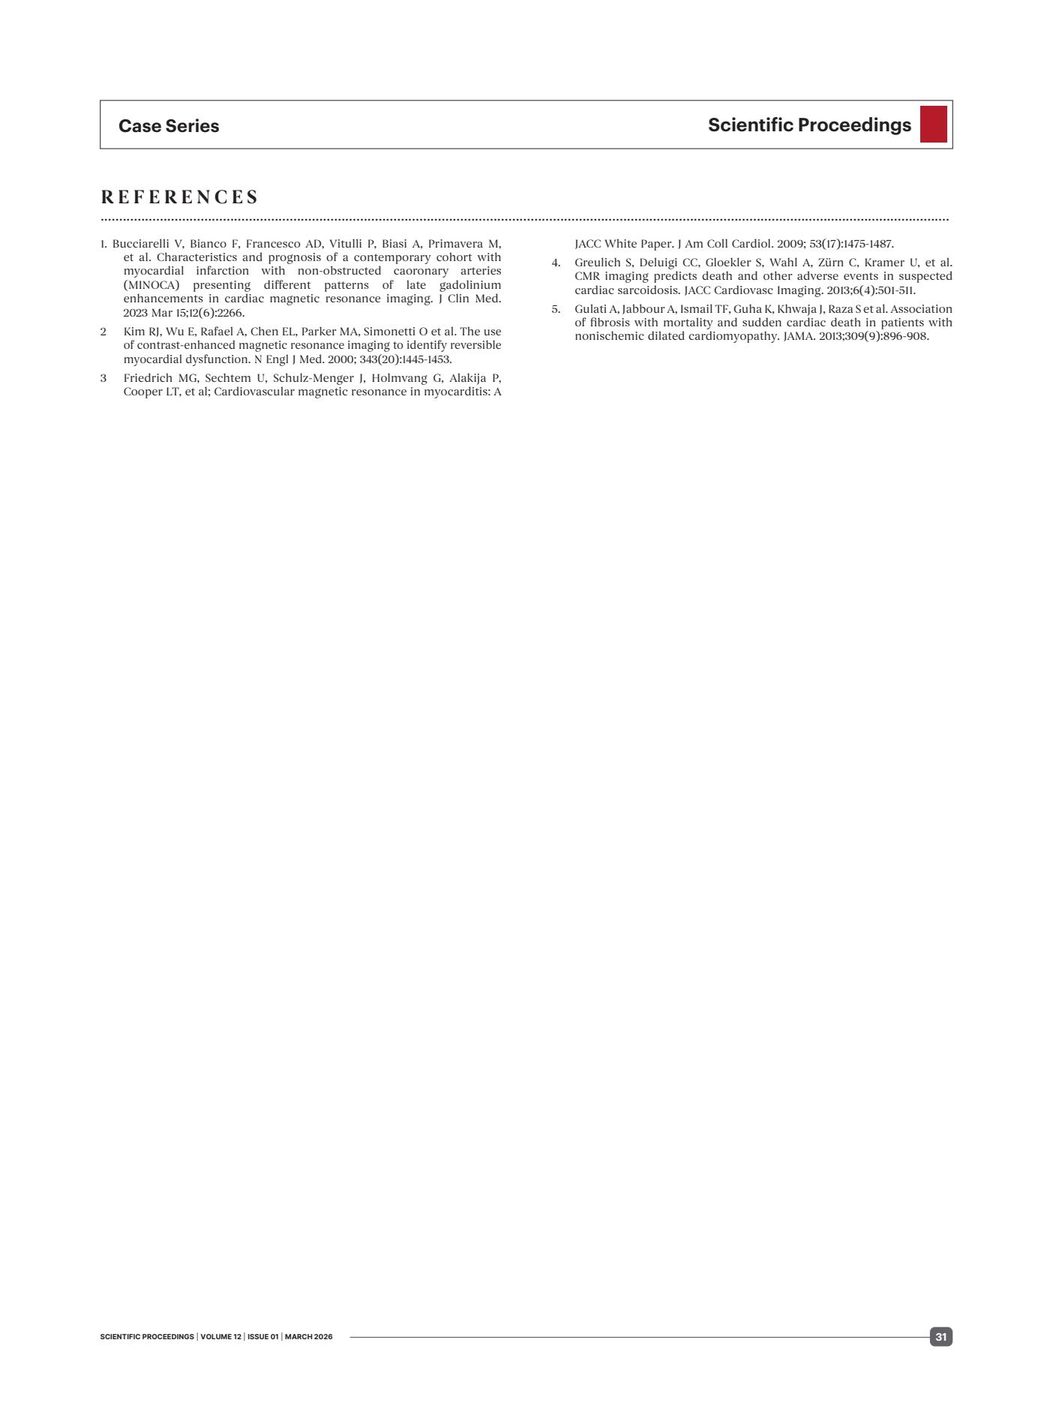 Case Series
Scientific Proceedings
REFERENCES
1. Bucciarelli V, Bianco F, Francesco AD, Vitulli P, Biasi A, Primavera M,
et al. Characteristics and prognosis of a contemporary cohort with
myocardial infarction with non-obstructed caoronary arteries
(MINOCA) presenting different patterns of late gadolinium
enhancements in cardiac magnetic resonance imaging. J Clin Med.
2023 Mar 15;12(6):2266.
2 Kim RJ, Wu E, Rafael A, Chen EL, Parker MA, Simonetti O et al. The use
of contrast-enhanced magnetic resonance imaging to identify reversible
myocardial dysfunction. N Engl J Med. 2000; 343(20):1445-1453.
3 Friedrich MG, Sechtem U, Schulz-Menger J, Holmvang G, Alakija P,
Cooper LT, et al; Cardiovascular magnetic resonance in myocarditis: A
JACC White Paper. J Am Coll Cardiol. 2009; 53(17):1475-1487.
4. Greulich S, Deluigi CC, Gloekler S, Wahl A, Zürn C, Kramer U, et al.
CMR imaging predicts death and other adverse events in suspected
cardiac sarcoidosis. JACC Cardiovasc Imaging. 2013;6(4):501-511.
5. Gulati A, Jabbour A, Ismail TF, Guha K, Khwaja J, Raza S et al. Association
of fibrosis with mortality and sudden cardiac death in patients with
nonischemic dilated cardiomyopathy. JAMA. 2013;309(9):896-908.
SCIENTIFIC PROCEEDINGS | VOLUME 12 | ISSUE 01 | MARCH 2026
31